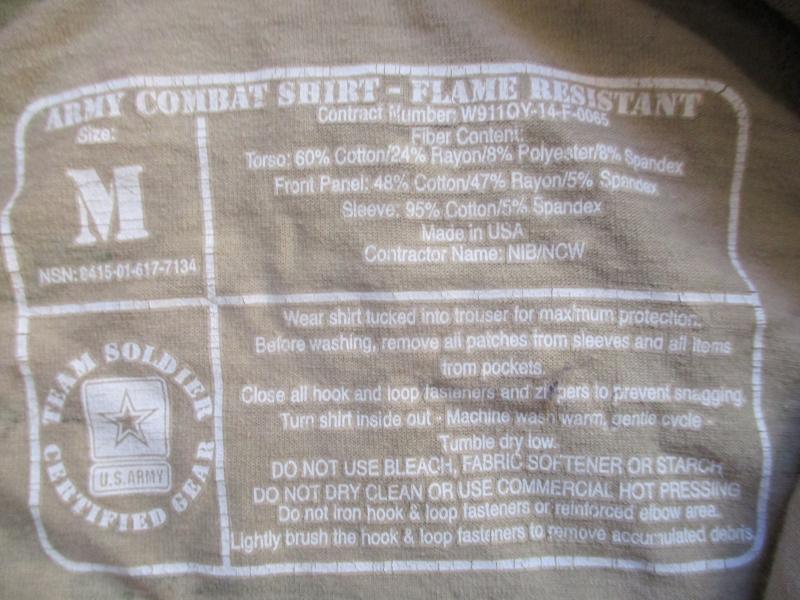 ARMY COMBAT SHIRT - FLAME RESISTANT
Size:
M
NSN: 8415-01-617-7134
Contract Number: W911QY-14-F-0065
Fiber Content:
Torso: 60% Cotton/24% Rayon/8% Polyester/8% Spandex
Front Panel: 48% Cotton/47% Rayon/5% Spandex
Sleeve: 95% Cotton/5% Spandex
Made in USA
Contractor Name: NIB/NCW
TEAM SOLDIER
U.S.ARMY
CERTIFIED GEAR
Wear shirt tucked into trouser for maximum protection.
Before washing, remove all patches from sleeves and all items
from pockets.
Close all hook and loop fasteners and zippers to prevent snagging.
Turn shirt inside out - Machine wash warm, gentle cycle -
Tumble dry low.
DO NOT USE BLEACH, FABRIC SOFTENER OR STARCH
DO NOT DRY CLEAN OR USE COMMERCIAL HOT PRESSING
Do not iron hook & loop fasteners or reinforced elbow area.
Lightly brush the hook & loop fasteners to remove accumulated debris.